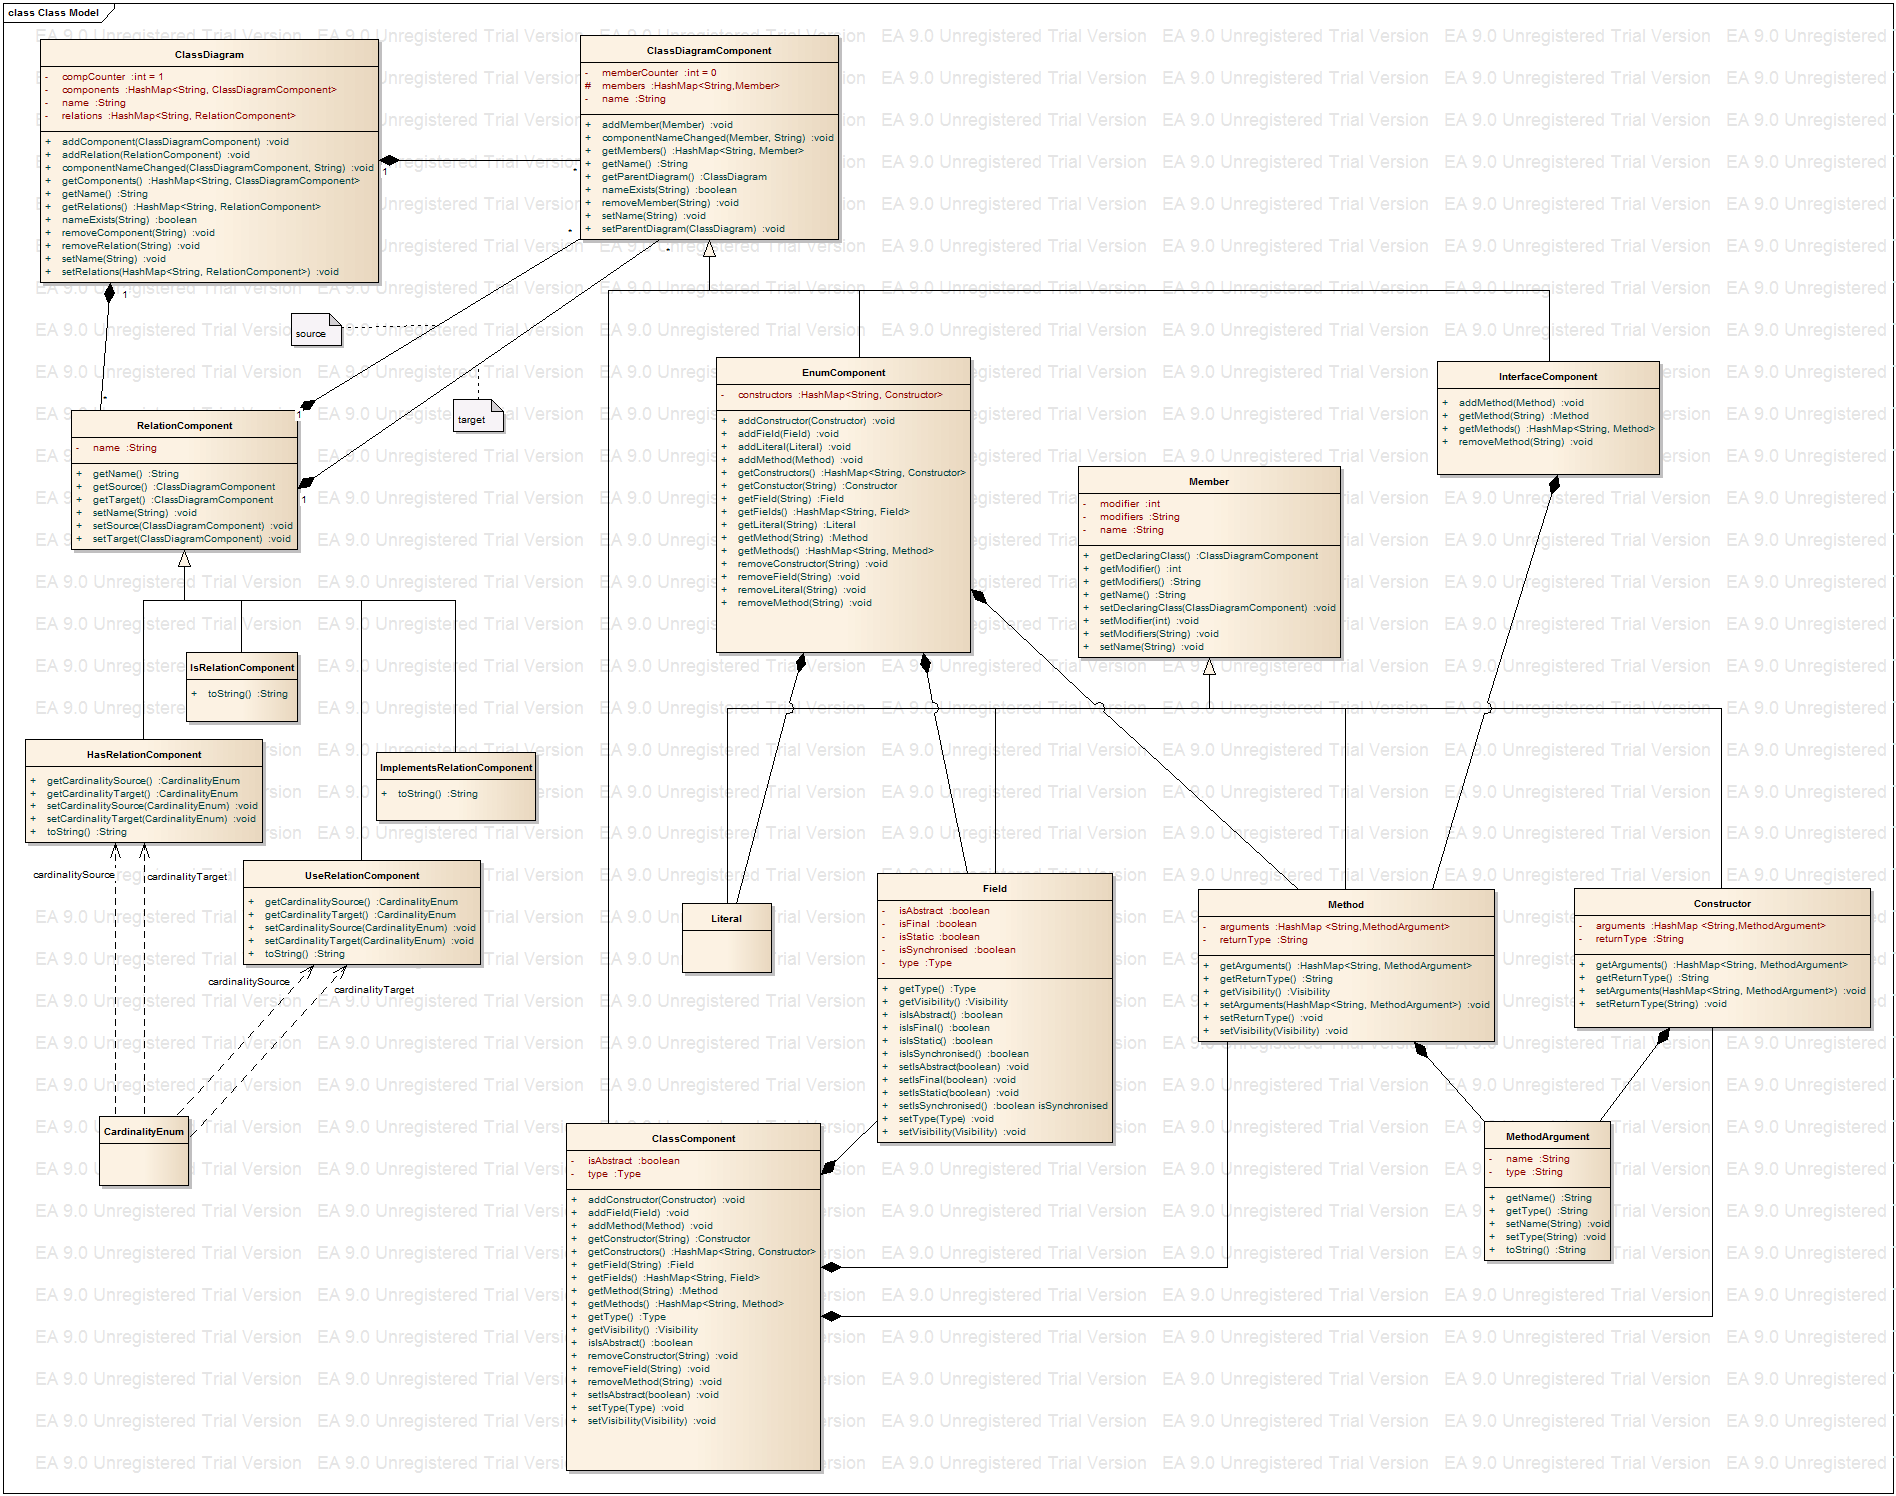 class Class Model
ClassDiagram
- compCounter :int = 1
- components :HashMap<String, ClassDiagramComponent>
- name :String
- relations :HashMap<String, RelationComponent>
+ addComponent(ClassDiagramComponent) :void
+ addRelation(RelationComponent) :void
+ componentNameChanged(ClassDiagramComponent, String) :void
+ getComponents() :HashMap<String, ClassDiagramComponent>
+ getName() :String
+ getRelations() :HashMap<String, RelationComponent>
+ nameExists(String) :boolean
+ removeComponent(String) :void
+ removeRelation(String) :void
+ setName(String) :void
+ setRelations(HashMap<String, RelationComponent>) :void
ClassDiagramComponent
- memberCounter :int = 0
# members :HashMap<String,Member>
- name :String
+ addMember(Member) :void
+ componentNameChanged(Member, String) :void
+ getMembers() :HashMap<String, Member>
+ getName() :String
+ getParentDiagram() :ClassDiagram
+ nameExists(String) :boolean
+ removeMember(String) :void
+ setName(String) :void
+ setParentDiagram(ClassDiagram) :void
1
*
*
*
1
source
target
*
1
1
RelationComponent
- name :String
+ getName() :String
+ getSource() :ClassDiagramComponent
+ getTarget() :ClassDiagramComponent
+ setName(String) :void
+ setSource(ClassDiagramComponent) :void
+ setTarget(ClassDiagramComponent) :void
EnumComponent
- constructors :HashMap<String, Constructor>
+ addConstructor(Constructor) :void
+ addField(Field) :void
+ addLiteral(Literal) :void
+ addMethod(Method) :void
+ getConstructors() :HashMap<String, Constructor>
+ getContuctor(String) :Constructor
+ getField(String) :Field
+ getFields() :HashMap<String, Field>
+ getLiteral(String) :Literal
+ getMethod(String) :Method
+ getMethods() :HashMap<String, Method>
+ removeConstructor(String) :void
+ removeField(String) :void
+ removeLiteral(String) :void
+ removeMethod(String) :void
InterfaceComponent
+ addMethod(Method) :void
+ getMethod(String) :Method
+ getMethods() :HashMap<String, Method>
+ removeMethod(String) :void
Member
- modifier :int
- modifiers :String
- name :String
+ getDeclaringClass() :ClassDiagramComponent
+ getModifier() :int
+ getModifiers() :String
+ getName() :String
+ setDeclaringClass(ClassDiagramComponent) :void
+ setModifier(int) :void
+ setModifiers(String) :void
+ setName(String) :void
IsRelationComponent
+ toString() :String
HasRelationComponent
+ getCardinalitySource() :CardinalityEnum
+ getCardinalityTarget() :CardinalityEnum
+ setCardinalitySource(CardinalityEnum) :void
+ setCardinalityTarget(CardinalityEnum) :void
+ toString() :String
ImplementsRelationComponent
+ toString() :String
cardinalitySource
cardinalityTarget
UseRelationComponent
+ getCardinalitySource() :CardinalityEnum
+ getCardinalityTarget() :CardinalityEnum
+ setCardinalitySource(CardinalityEnum) :void
+ setCardinalityTarget(CardinalityEnum) :void
+ toString() :String
cardinalitySource
cardinalityTarget
CardinalityEnum
Literal
Field
- isAbstract :boolean
- isFinal :boolean
- isStatic :boolean
- isSynchronised :boolean
- type :Type
+ getType() :Type
+ getVisibility() :Visibility
+ isIsAbstract() :boolean
+ isIsFinal() :boolean
+ isIsStatic() :boolean
+ isIsSynchronised() :boolean
+ setIsAbstract(boolean) :void
+ setIsFinal(boolean) :void
+ setIsStatic(boolean) :void
+ setIsSynchronised() :boolean isSynchronised
+ setType(Type) :void
+ setVisibility(Visibility) :void
Method
- arguments :HashMap <String,MethodArgument>
- returnType :String
+ getArguments() :HashMap<String, MethodArgument>
+ getReturnType() :String
+ getVisibility() :Visibility
+ setArguments(HashMap<String, MethodArgument>) :void
+ setReturnType() :void
+ setVisibility(Visibility) :void
Constructor
- arguments :HashMap <String,MethodArgument>
- returnType :String
+ getArguments() :HashMap<String, MethodArgument>
+ getReturnType() :String
+ setArguments(HashMap<String, MethodArgument>) :void
+ setReturnType(String) :void
ClassComponent
- isAbstract :boolean
- type :Type
+ addConstructor(Constructor) :void
+ addField(Field) :void
+ addMethod(Method) :void
+ getConstructor(String) :Constructor
+ getConstructors() :HashMap<String, Constructor>
+ getField(String) :Field
+ getFields() :HashMap<String, Field>
+ getMethod(String) :Method
+ getMethods() :HashMap<String, Method>
+ getType() :Type
+ getVisibility() :Visibility
+ isIsAbstract() :boolean
+ removeConstructor(String) :void
+ removeField(String) :void
+ removeMethod(String) :void
+ setIsAbstract(boolean) :void
+ setType(Type) :void
+ setVisibility(Visibility) :void
MethodArgument
- name :String
- type :String
+ getName() :String
+ getType() :String
+ setName(String) :void
+ setType(String) :void
+ toString() :String
EA 9.0 Unregistered Trial Version